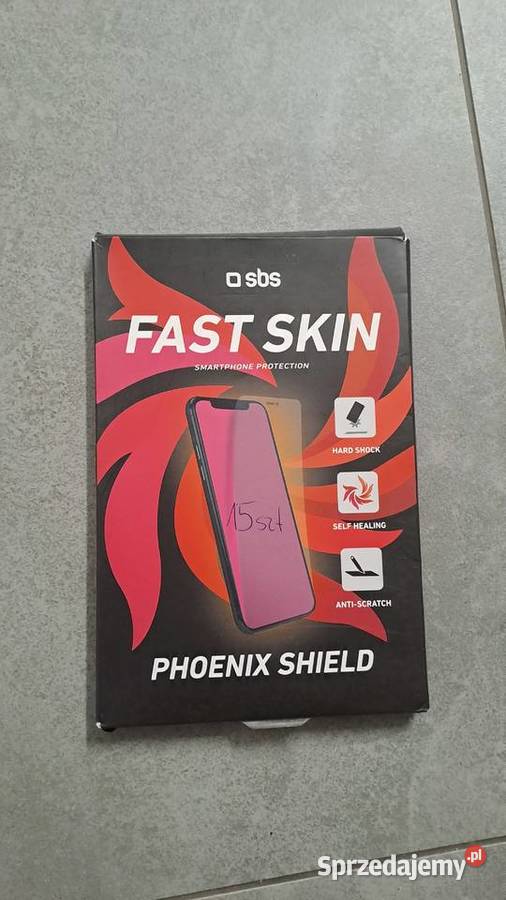 sbs
FAST SKIN
SMARTPHONE PROTECTION
HARD SHOCK
15szt
SELF HEALING
ANTI-SCRATCH
PHOENIX SHIELD
Sprzedajemy.pl